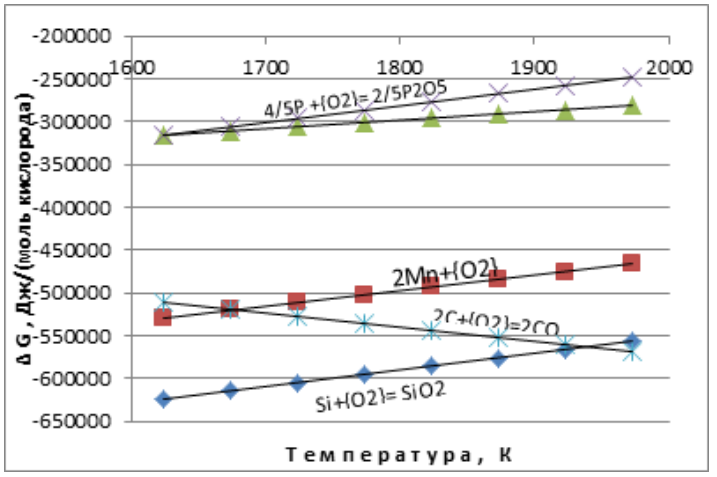 -200000
1600 1700 1800 1900 2000
-250000
4/5P +{O2}= 2/5P2O5
-300000
-350000
-400000
-450000
2Mn+{O2}
-500000
2C+{O2}=2CO
-550000
-600000
Si+{O2}= SiO2
-650000
Δ G , Дж/(моль кислорода)
Температура, К